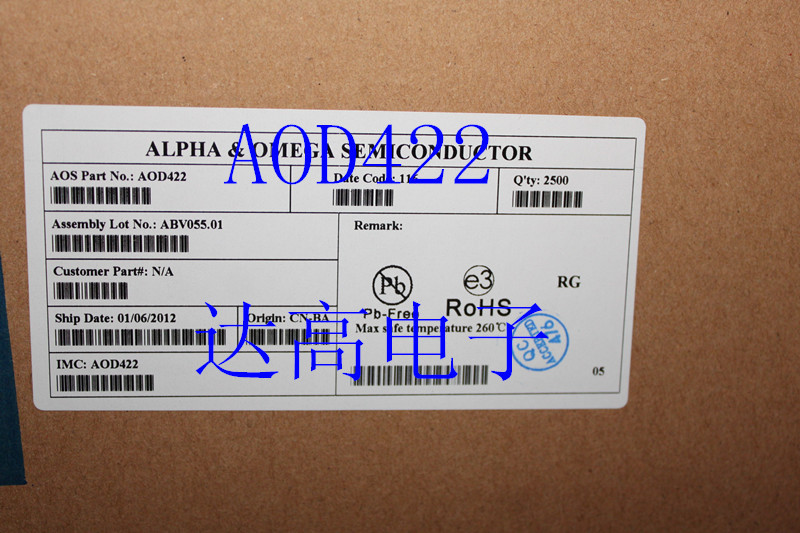 ALPHA & OMEGA SEMICONDUCTOR
AOD422
AOS Part No.: AOD422
Date Code:
Q'ty: 2500
Assembly Lot No.: ABV055.01
Remark:
Customer Part#: N/A
Pb
e3
RG
Pb-Free
RoHS
Ship Date: 01/06/2012
Origin: CN-BA
Max safe temperature 260℃
达高电子
QC
ACCEPTED
A76
IMC: AOD422
05